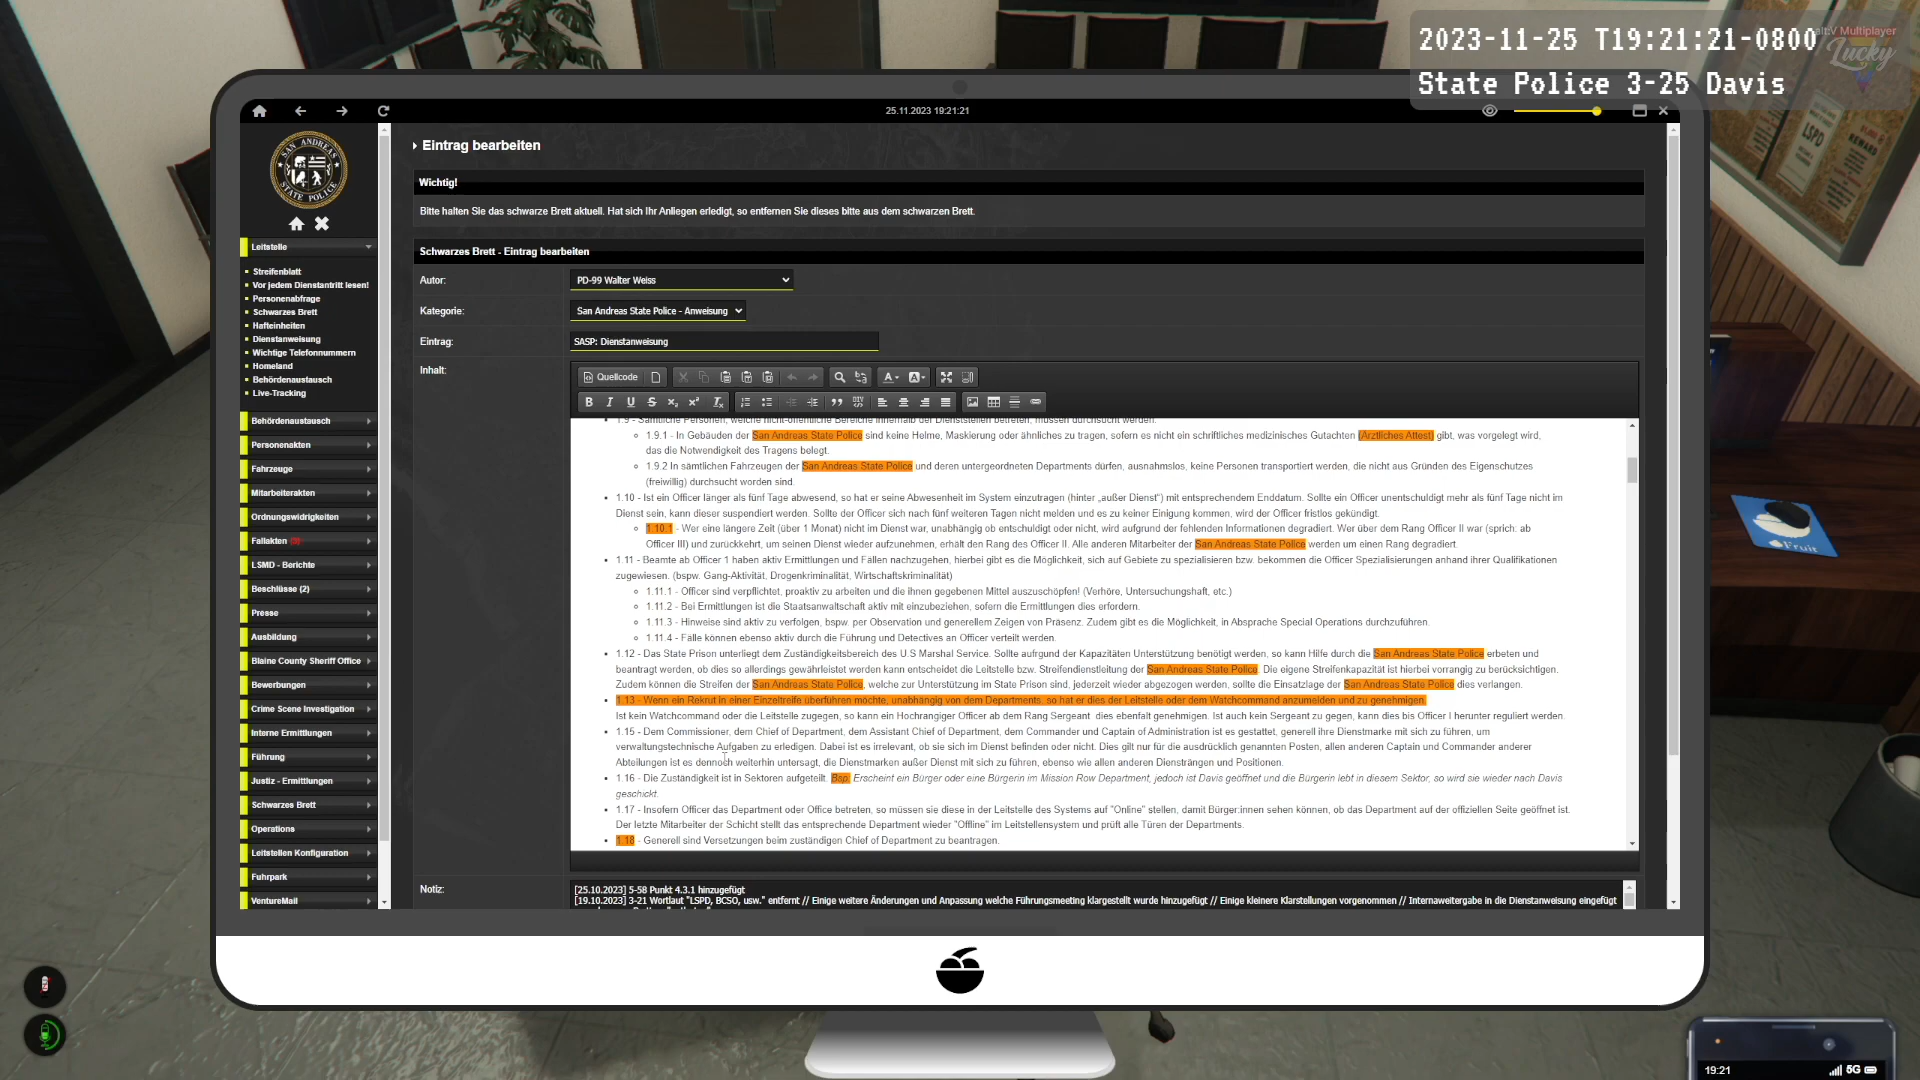 2023-11-25 T19:21:21-0800
State Police 3-25 Davis
alt:V Multiplayer
Lucky
25.11.2023 19:21:21
SAN ANDREAS
STATE POLICE
Leitstelle
Streifenblatt
Vor jedem Dienstantritt lesen!
Personenabfrage
Schwarzes Brett
Hafteinheiten
Dienstanweisung
Wichtige Telefonnummern
Homeland
Behördenaustausch
Live-Tracking
Behördenaustausch
Personenakten
Fahrzeuge
Mitarbeiterakten
Ordnungswidrigkeiten
Fallakten
LSMD - Berichte
Beschlüsse (2)
Presse
Ausbildung
Blaine County Sheriff Office
Bewerbungen
Crime Scene Investigation
Interne Ermittlungen
Führung
Justiz - Ermittlungen
Schwarzes Brett
Operations
Leitstellen Konfiguration
Fuhrpark
VentureMail
Eintrag bearbeiten
Wichtig!
Bitte halten Sie das schwarze Brett aktuell. Hat sich Ihr Anliegen erledigt, so entfernen Sie dieses bitte aus dem schwarzen Brett.
Schwarzes Brett - Eintrag bearbeiten
Autor:
PD-99 Walter Weiss
Kategorie:
San Andreas State Police - Anweisung
Eintrag:
SASP: Dienstanweisung
Inhalt:
Quellcode
1.9 - Sämtliche Personen, welche nicht-öffentliche Bereiche innerhalb der Dienststellen betreten, müssen durchsucht werden.
1.9.1 - In Gebäuden der San Andreas State Police sind keine Helme, Maskierung oder ähnliches zu tragen, sofern es nicht ein schriftliches medizinisches Gutachten (Ärztliches Attest) gibt, was vorgelegt wird,
das die Notwendigkeit des Tragens belegt.
1.9.2 In sämtlichen Fahrzeugen der San Andreas State Police und deren untergeordneten Departments dürfen, ausnahmslos, keine Personen transportiert werden, die nicht aus Gründen des Eigenschutzes
(freiwillig) durchsucht worden sind.
1.10 - Ist ein Officer länger als fünf Tage abwesend, so hat er seine Abwesenheit im System einzutragen (hinter „außer Dienst“) mit entsprechendem Enddatum. Sollte ein Officer unentschuldigt mehr als fünf Tage nicht im
Dienst sein, kann dieser suspendiert werden. Sollte der Officer sich nach fünf weiteren Tagen nicht melden und es zu keiner Einigung kommen, wird der Officer fristlos gekündigt.
1.10.1 - Wer eine längere Zeit (über 1 Monat) nicht im Dienst war, unabhängig ob entschuldigt oder nicht, wird aufgrund der fehlenden Informationen degradiert. Wer über dem Rang Officer II war (sprich: ab
Officer III) und zurückkehrt, um seinen Dienst wieder aufzunehmen, erhält den Rang des Officer II. Alle anderen Mitarbeiter der San Andreas State Police werden um einen Rang degradiert.
1.11 - Beamte ab Officer 1 haben aktiv Ermittlungen und Fällen nachzugehen, hierbei gibt es die Möglichkeit, sich auf Gebiete zu spezialisieren bzw. bekommen die Officer Spezialisierungen anhand ihrer Qualifikationen
zugewiesen. (bspw. Gang-Aktivität, Drogenkriminalität, Wirtschaftskriminalität)
1.11.1 - Officer sind verpflichtet, proaktiv zu arbeiten und die ihnen gegebenen Mittel auszuschöpfen! (Verhöre, Untersuchungshaft, etc.)
1.11.2 - Bei Ermittlungen ist die Staatsanwaltschaft aktiv mit einzubeziehen, sofern die Ermittlungen dies erfordern.
1.11.3 - Hinweise sind aktiv zu verfolgen, bspw. per Observation und generellem Zeigen von Präsenz. Zudem gibt es die Möglichkeit, in Absprache Special Operations durchzuführen.
1.11.4 - Fälle können ebenso aktiv durch die Führung und Detectives an Officer verteilt werden.
1.12 - Das State Prison unterliegt dem Zuständigkeitsbereich des U.S Marshal Service. Sollte aufgrund der Kapazitäten Unterstützung benötigt werden, so kann Hilfe durch die San Andreas State Police erbeten und
beantragt werden, ob dies so allerdings gewährleistet werden kann entscheidet die Leitstelle bzw. Streifendienstleitung der San Andreas State Police. Die eigene Streifenkapazität ist hierbei vorrangig zu berücksichtigen.
Zudem können die Streifen der San Andreas State Police, welche zur Unterstützung im State Prison sind, jederzeit wieder abgezogen werden, sollte die Einsatzlage der San Andreas State Police dies verlangen.
1.13 - Wenn ein Rekrut in einer Einzeltreife überführen möchte, unabhängig von dem Departments, so hat er dies der Leitstelle oder dem Watchcommand anzumelden und zu genehmigen.
Ist kein Watchcommand oder die Leitstelle zugegen, so kann ein Hochrangiger Officer ab dem Rang Sergeant dies ebenfalt genehmigen. Ist auch kein Sergeant zu gegen, kann dies bis Officer I herunter reguliert werden.
1.15 - Dem Commissioner, dem Chief of Department, dem Assistant Chief of Department, dem Commander und Captain of Administration ist es gestattet, generell ihre Dienstmarke mit sich zu führen, um
verwaltungstechnische Aufgaben zu erledigen. Dabei ist es irrelevant, ob sie sich im Dienst befinden oder nicht. Dies gilt nur für die ausdrücklich genannten Posten, allen anderen Captain und Commander anderer
Abteilungen ist es dennoch weiterhin untersagt, die Dienstmarken außer Dienst mit sich zu führen, ebenso wie allen anderen Diensträngen und Positionen.
1.16 - Die Zuständigkeit ist in Sektoren aufgeteilt. Bsp: Erscheint ein Bürger oder eine Bürgerin im Mission Row Department, jedoch ist Davis geöffnet und die Bürgerin lebt in diesem Sektor, so wird sie wieder nach Davis
geschickt.
1.17 - Insofern Officer das Department oder Office betreten, so müssen sie diese in der Leitstelle des Systems auf "Online" stellen, damit Bürger:innen sehen können, ob das Department auf der offiziellen Seite geöffnet ist.
Der letzte Mitarbeiter der Schicht stellt das entsprechende Department wieder "Offline" im Leitstellensystem und prüft alle Türen der Departments.
1.18 - Generell sind Versetzungen beim zuständigen Chief of Department zu beantragen.
Notiz:
[25.10.2023] 5-58 Punkt 4.3.1 hinzugefügt
[19.10.2023] 3-21 Wortlaut "LSPD, BCSO, usw." entfernt // Einige weitere Änderungen und Anpassung welche Führungsmeeting klargestellt wurde hinzugefügt // Einige kleinere Klarstellungen vorgenommen // Internaweitergabe in die Dienstanweisung eingefügt
LSPD
REWARD
Fruit
19:21
5G